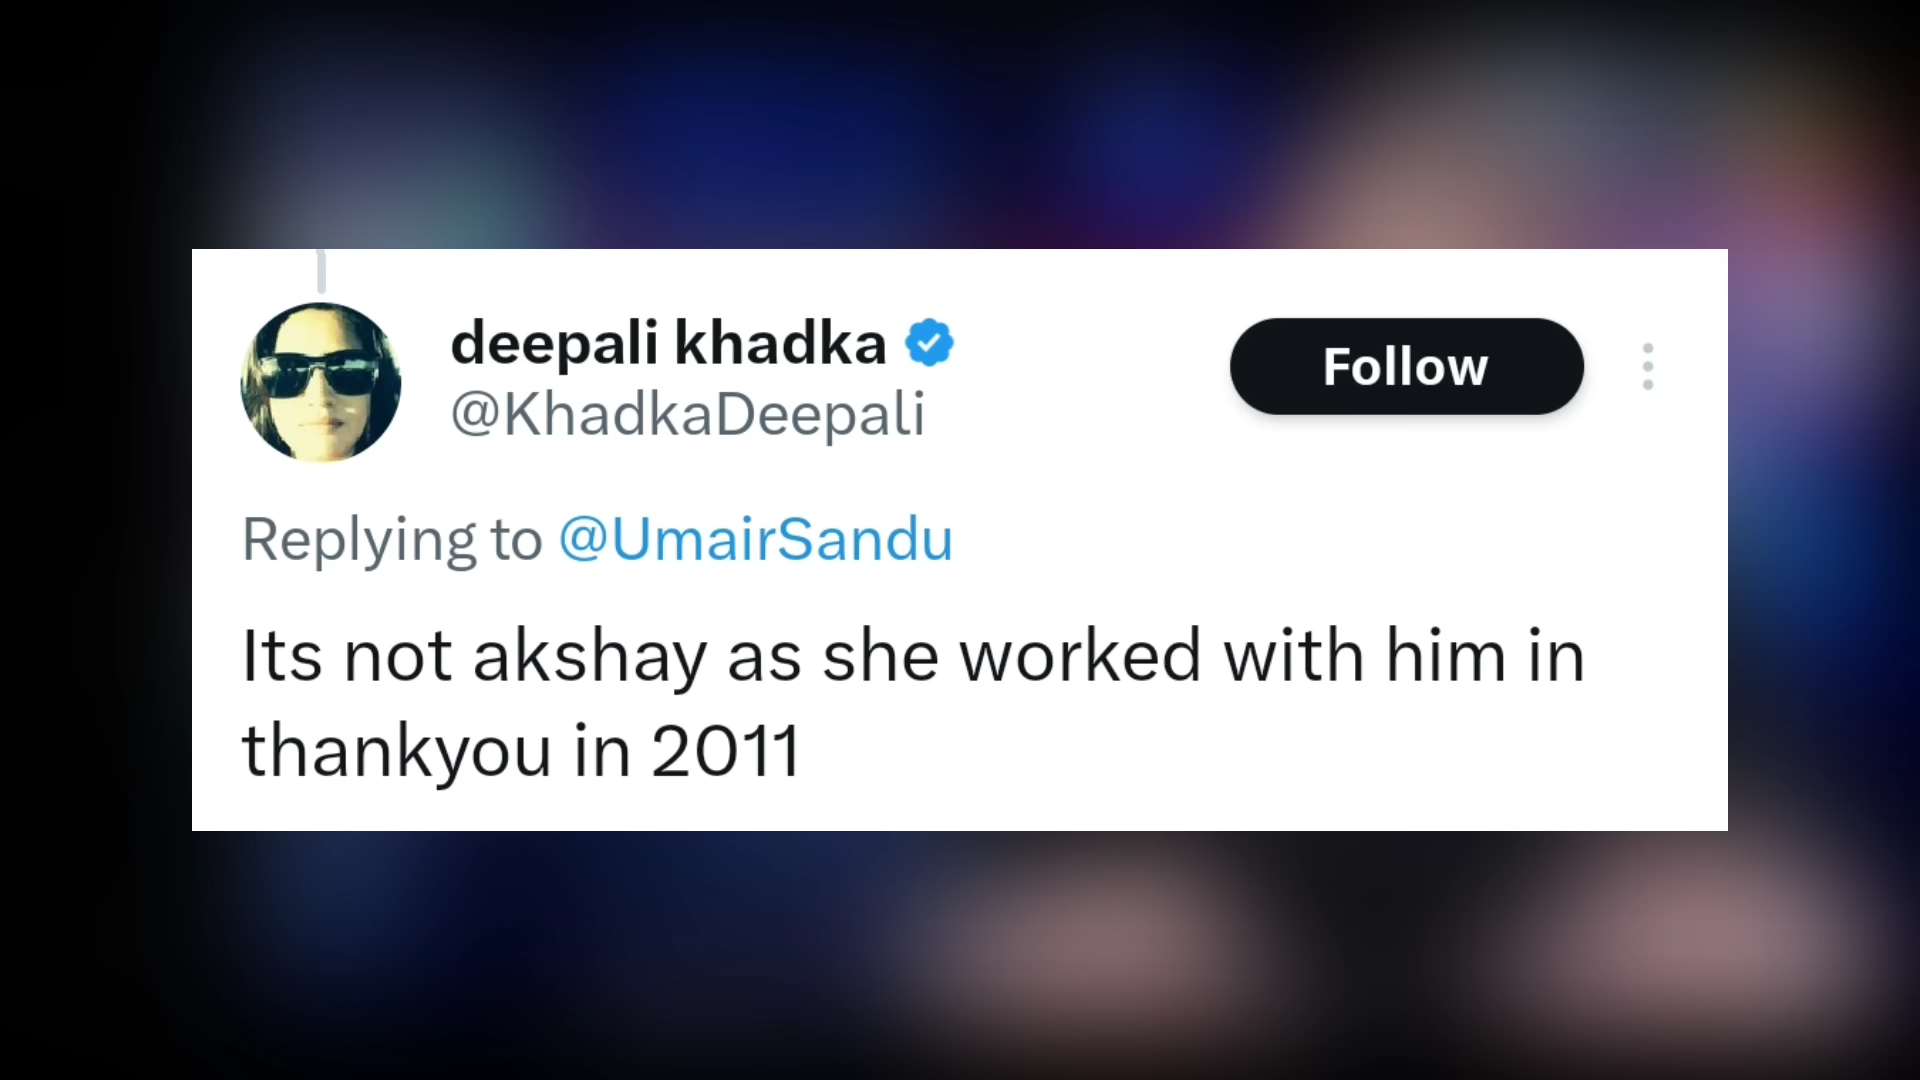 deepali khadka
@KhadkaDeepali
Follow
Replying to @UmairSandu
Its not akshay as she worked with him in
thankyou in 2011